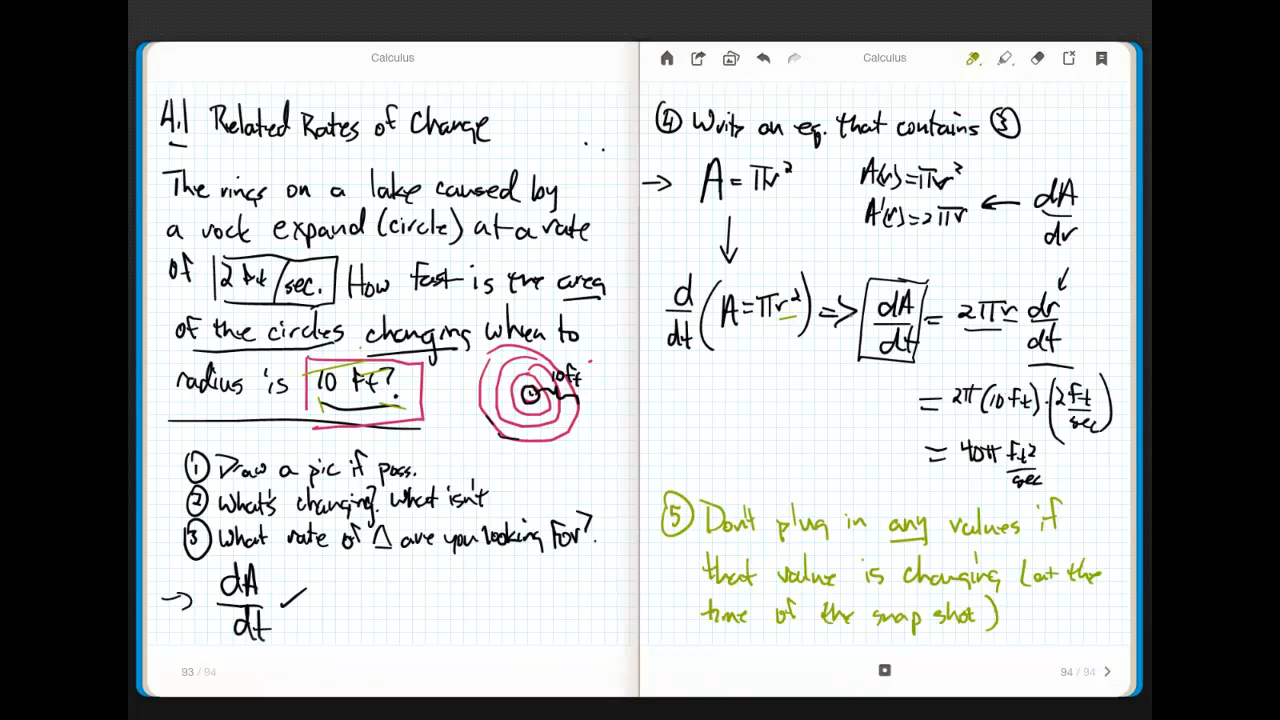 Calculus
4.1 Related Rates of Change
The rings on a lake caused by
a rock expand (circle) at a rate
of 2 ft/sec. How fast is the area
of the circles changing when to
radius is 10 ft?
10ft
① Draw a pic if poss.
② What's changing? What isn't
③ What rate of Δ are you looking for?
→ dA/dt ✓
93 / 94
Calculus
④ Write an eq. that contains ③
→ A = πr²
A(r) = πr²
A'(r) = 2πr ← dA/dr
d/dt (A = πr²) => dA/dt = 2πr dr/dt
= 2π(10ft)·(2 ft/sec)
= 40π ft²/sec
⑤ Don't plug in any values if
that value is changing (at the
time of the snap shot)
94 / 94